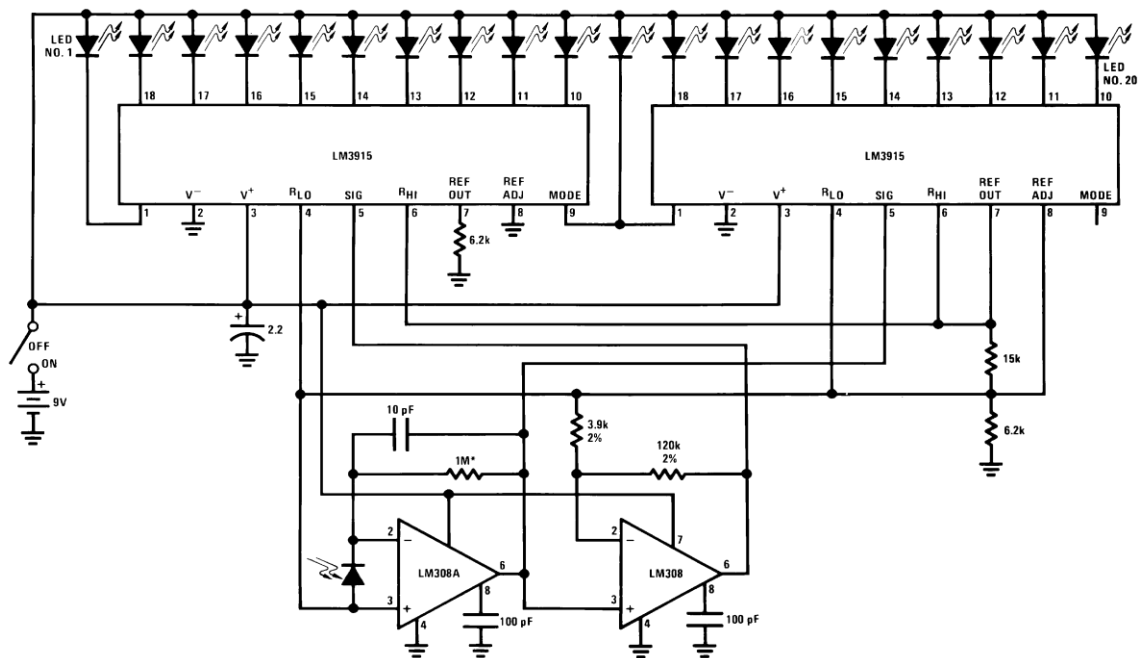 LED
NO. 1
LED
NO. 20
18 17 16 15 14 13 12 11 10
18 17 16 15 14 13 12 11 10
LM3915
LM3915
V− V+ RLO SIG RHI REF OUT REF ADJ MODE
1 2 3 4 5 6 7 8 9
V− V+ RLO SIG RHI REF OUT REF ADJ MODE
1 2 3 4 5 6 7 8 9
6.2k
+
2.2
OFF
ON
+
9V
15k
6.2k
10 pF
1M*
3.9k
2%
120k
2%
2
−
LM308A
6
3
+
8
4
100 pF
2
−
7
LM308
6
3
+
8
4
100 pF